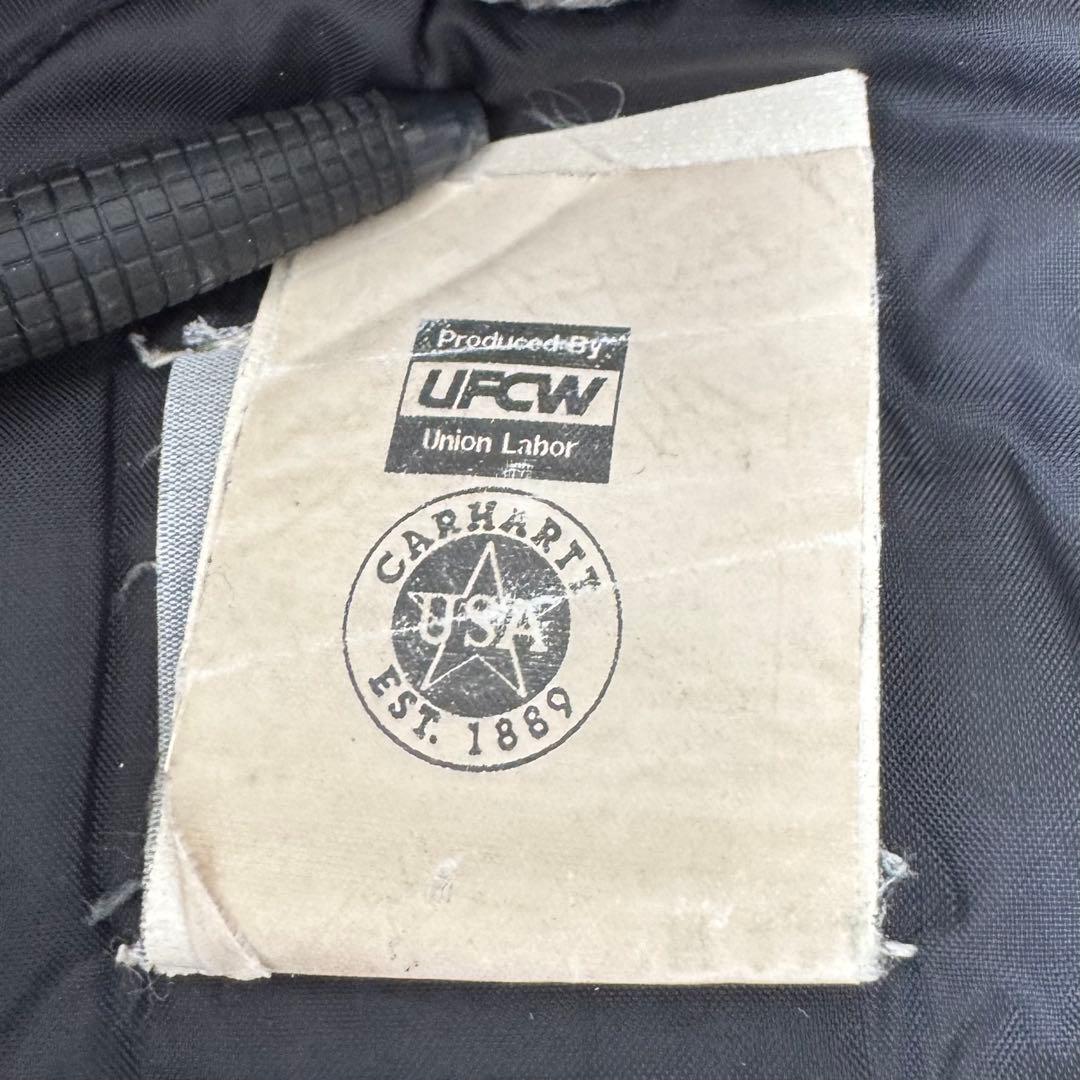 Produced By
UFCW
Union Labor
CARHARTT
USA
EST. 1889